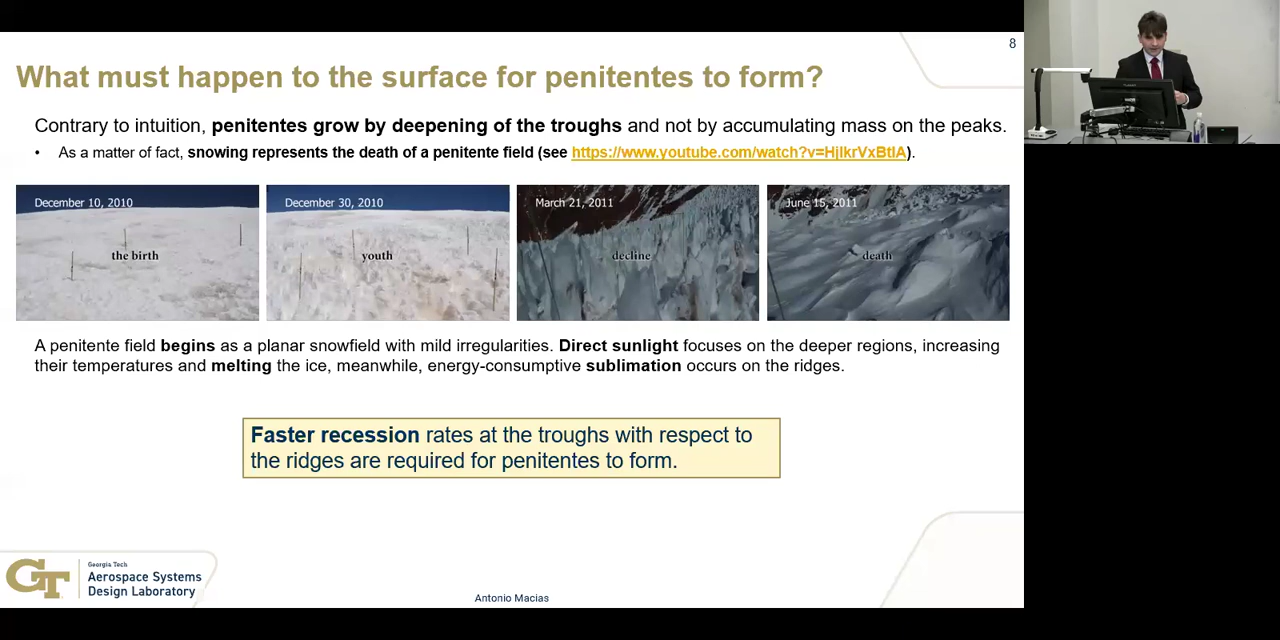 8
What must happen to the surface for penitentes to form?
Contrary to intuition, penitentes grow by deepening of the troughs and not by accumulating mass on the peaks.
• As a matter of fact, snowing represents the death of a penitente field (see https://www.youtube.com/watch?v=HjIkrVxBtIA).
December 10, 2010
the birth
December 30, 2010
youth
March 21, 2011
decline
June 15, 2011
death
A penitente field begins as a planar snowfield with mild irregularities. Direct sunlight focuses on the deeper regions, increasing
their temperatures and melting the ice, meanwhile, energy-consumptive sublimation occurs on the ridges.
Faster recession rates at the troughs with respect to
the ridges are required for penitentes to form.
GT
Georgia Tech
Aerospace Systems
Design Laboratory
Antonio Macias